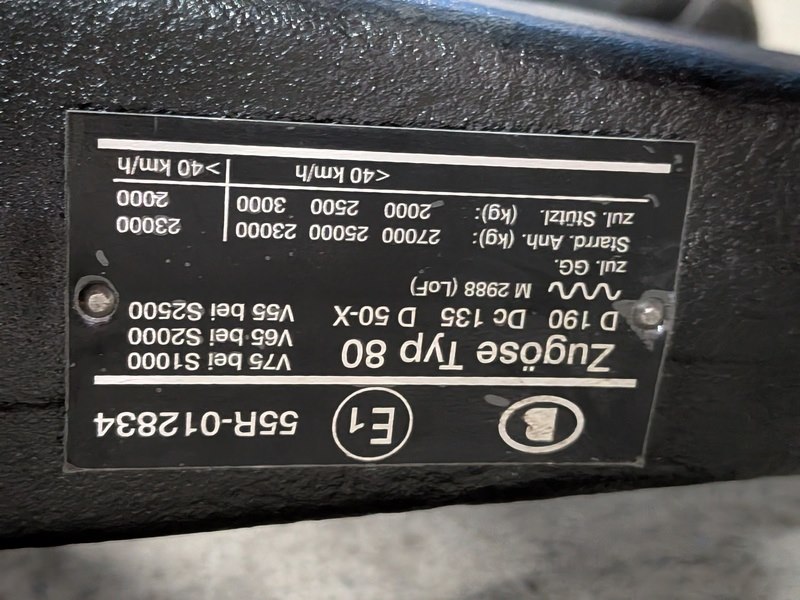 B E1 55R-012834
Zugöse Typ 80 V75 bei S1000
D 190 Dc 135 D 50-X V65 bei S2000
M 2988 (LoF) V55 bei S2500
zul. GG.
Starrd. Anh. (kg): 27000 25000 23000 23000
zul. Stützl. (kg): 2000 2500 3000 2000
<40 km/h >40 km/h